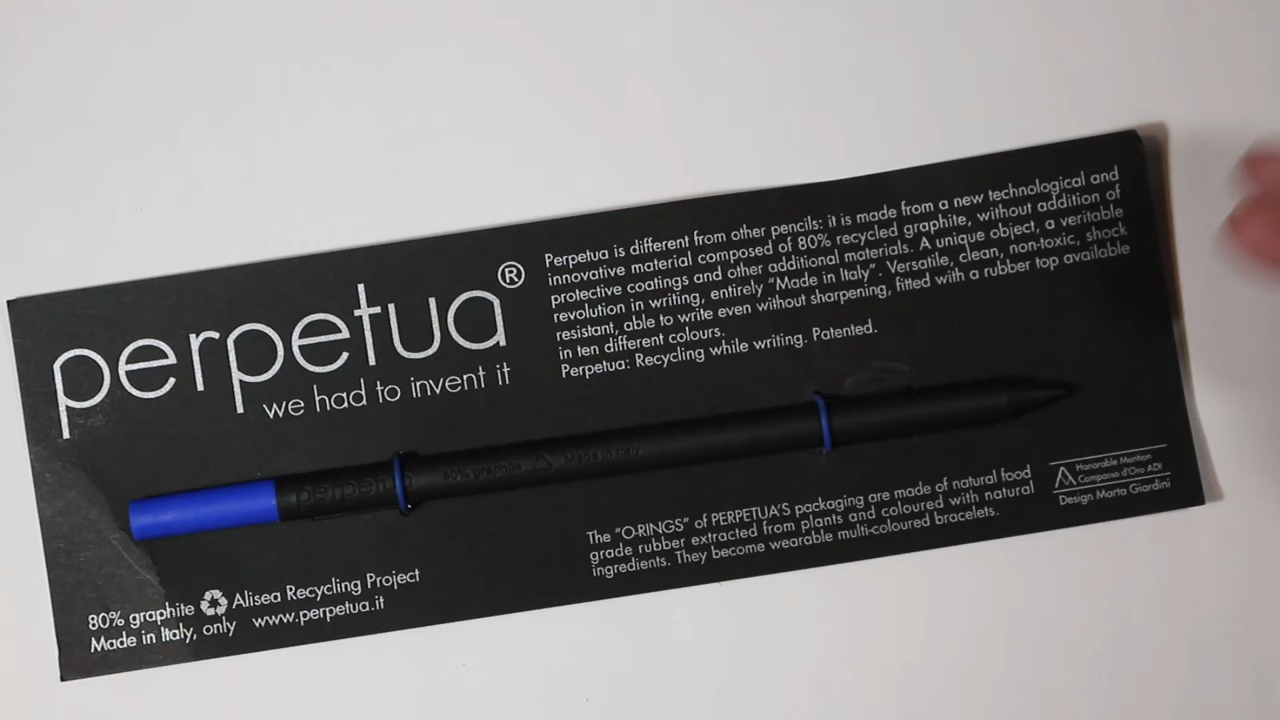 perpetua®
we had to invent it
Perpetua is different from other pencils: it is made from a new technological and
innovative material composed of 80% recycled graphite, without addition of
protective coatings and other additional materials. A unique object, a veritable
revolution in writing, entirely “Made in Italy”. Versatile, clean, non-toxic, shock
resistant, able to write even without sharpening, fitted with a rubber top available
in ten different colours.
Perpetua: Recycling while writing. Patented.
perpetua 80% graphite Made in Italy
The “O-RINGS” of PERPETUA'S packaging are made of natural food
grade rubber extracted from plants and coloured with natural
ingredients. They become wearable multi-coloured bracelets.
Honorable Mention
Compasso d'Oro ADI
Design Marta Giardini
80% graphite Alisea Recycling Project
Made in Italy, only www.perpetua.it